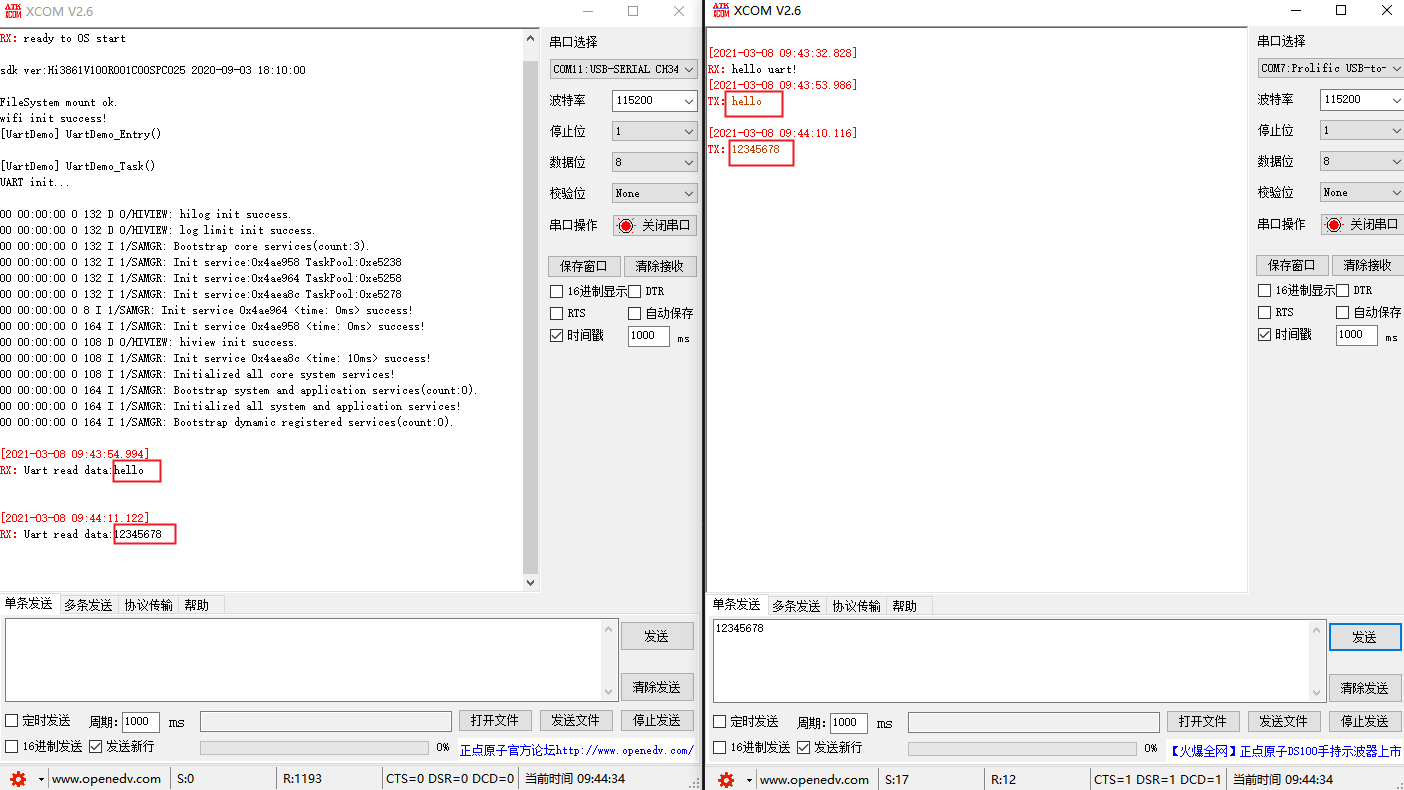 XCOM V2.6
RX: ready to OS start
sdk ver:Hi3861V100R001C00SPC025 2020-09-03 18:10:00
FileSystem mount ok.
wifi init success!
[UartDemo] UartDemo_Entry()
[UartDemo] UartDemo_Task()
UART init...
00 00:00:00 0 132 D 0/HIVIEW: hilog init success.
00 00:00:00 0 132 D 0/HIVIEW: log limit init success.
00 00:00:00 0 132 I 1/SAMGR: Bootstrap core services(count:3).
00 00:00:00 0 132 I 1/SAMGR: Init service:0x4ae958 TaskPool:0xe5238
00 00:00:00 0 132 I 1/SAMGR: Init service:0x4ae964 TaskPool:0xe5258
00 00:00:00 0 132 I 1/SAMGR: Init service:0x4aea8c TaskPool:0xe5278
00 00:00:00 0 8 I 1/SAMGR: Init service 0x4ae964 <time: 0ms> success!
00 00:00:00 0 164 I 1/SAMGR: Init service 0x4ae958 <time: 0ms> success!
00 00:00:00 0 108 D 0/HIVIEW: hiview init success.
00 00:00:00 0 108 I 1/SAMGR: Init service 0x4aea8c <time: 10ms> success!
00 00:00:00 0 108 I 1/SAMGR: Initialized all core system services!
00 00:00:00 0 164 I 1/SAMGR: Bootstrap system and application services(count:0).
00 00:00:00 0 164 I 1/SAMGR: Initialized all system and application services!
00 00:00:00 0 164 I 1/SAMGR: Bootstrap dynamic registered services(count:0).
[2021-03-08 09:43:54.994]
RX: Uart read data:hello
[2021-03-08 09:44:11.122]
RX: Uart read data:12345678
串口选择
COM11:USB-SERIAL CH34
波特率 115200
停止位 1
数据位 8
校验位 None
串口操作 关闭串口
保存窗口 清除接收
16进制显示 DTR
RTS 自动保存
时间戳 1000 ms
单条发送 多条发送 协议传输 帮助
发送
清除发送
定时发送 周期: 1000 ms 打开文件 发送文件 停止发送
16进制发送 发送新行 0% 正点原子官方论坛http://www.openedv.com/
www.openedv.com S:0 R:1193 CTS=0 DSR=0 DCD=0 当前时间 09:44:34
XCOM V2.6
[2021-03-08 09:43:32.828]
RX: hello uart!
[2021-03-08 09:43:53.986]
TX: hello
[2021-03-08 09:44:10.116]
TX: 12345678
串口选择
COM7:Prolific USB-to-
波特率 115200
停止位 1
数据位 8
校验位 None
串口操作 关闭串口
保存窗口 清除接收
16进制显示 DTR
RTS 自动保存
时间戳 1000 ms
单条发送 多条发送 协议传输 帮助
12345678
发送
清除发送
定时发送 周期: 1000 ms 打开文件 发送文件 停止发送
16进制发送 发送新行 0% 【火爆全网】正点原子DS100手持示波器上市
www.openedv.com S:17 R:12 CTS=1 DSR=1 DCD=1 当前时间 09:44:34